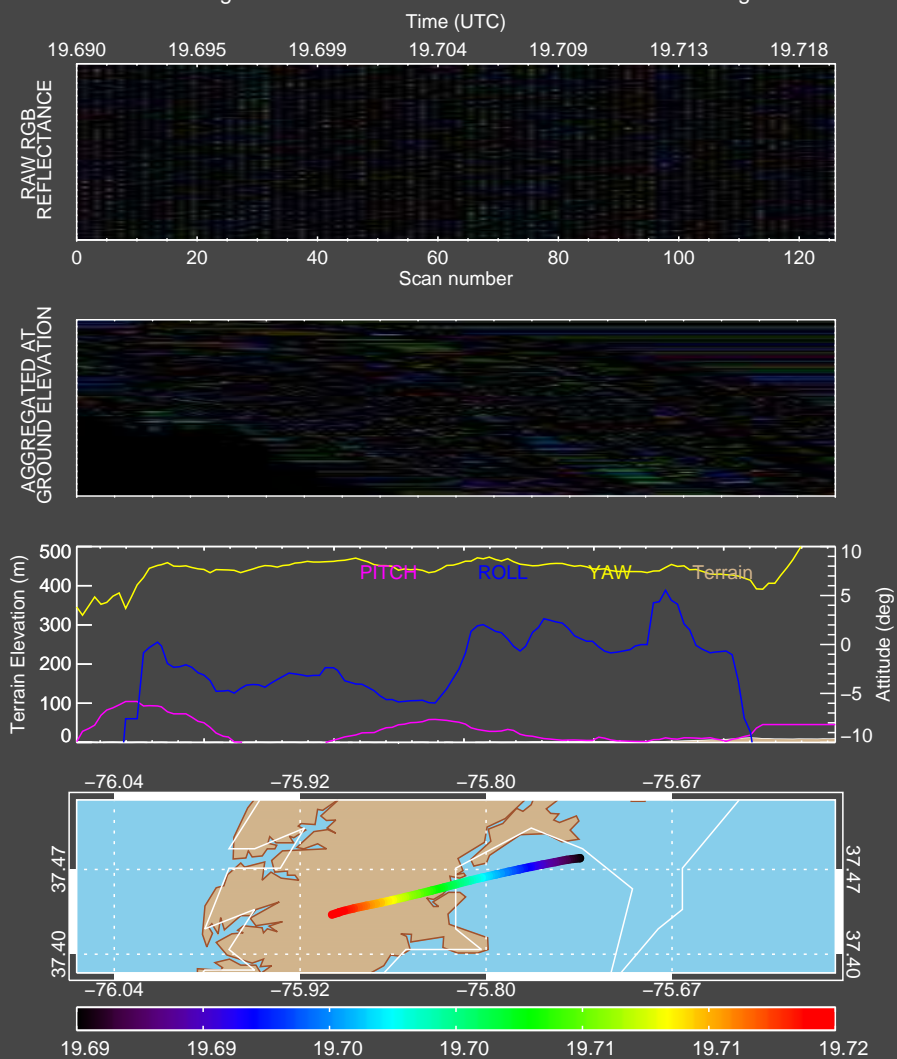 Time (UTC)
19.690 19.695 19.699 19.704 19.709 19.713 19.718
RAW RGB
REFLECTANCE
0 20 40 60 80 100 120
Scan number
AGGREGATED AT
GROUND ELEVATION
Terrain Elevation (m)
500 400 300 200 100 0
PITCH ROLL YAW Terrain
10 5 0 −5 −10
Attitude (deg)
−76.04 −75.92 −75.80 −75.67
37.47 37.47
37.40 37.40
−76.04 −75.92 −75.80 −75.67
19.69 19.69 19.70 19.70 19.71 19.71 19.72